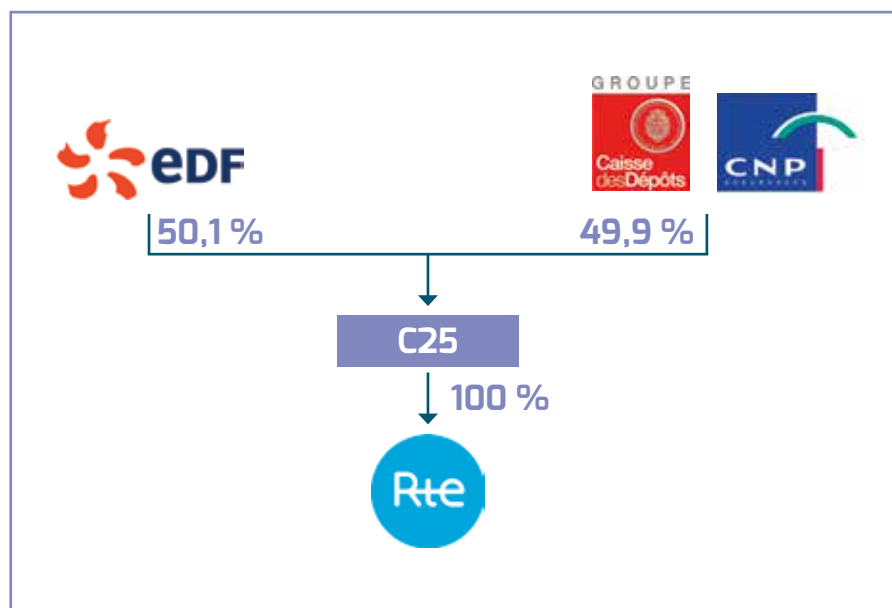 GROUPE
eDF
Caisse
desDépôts
CNP
50,1 %
49,9 %
C25
100 %
Rte